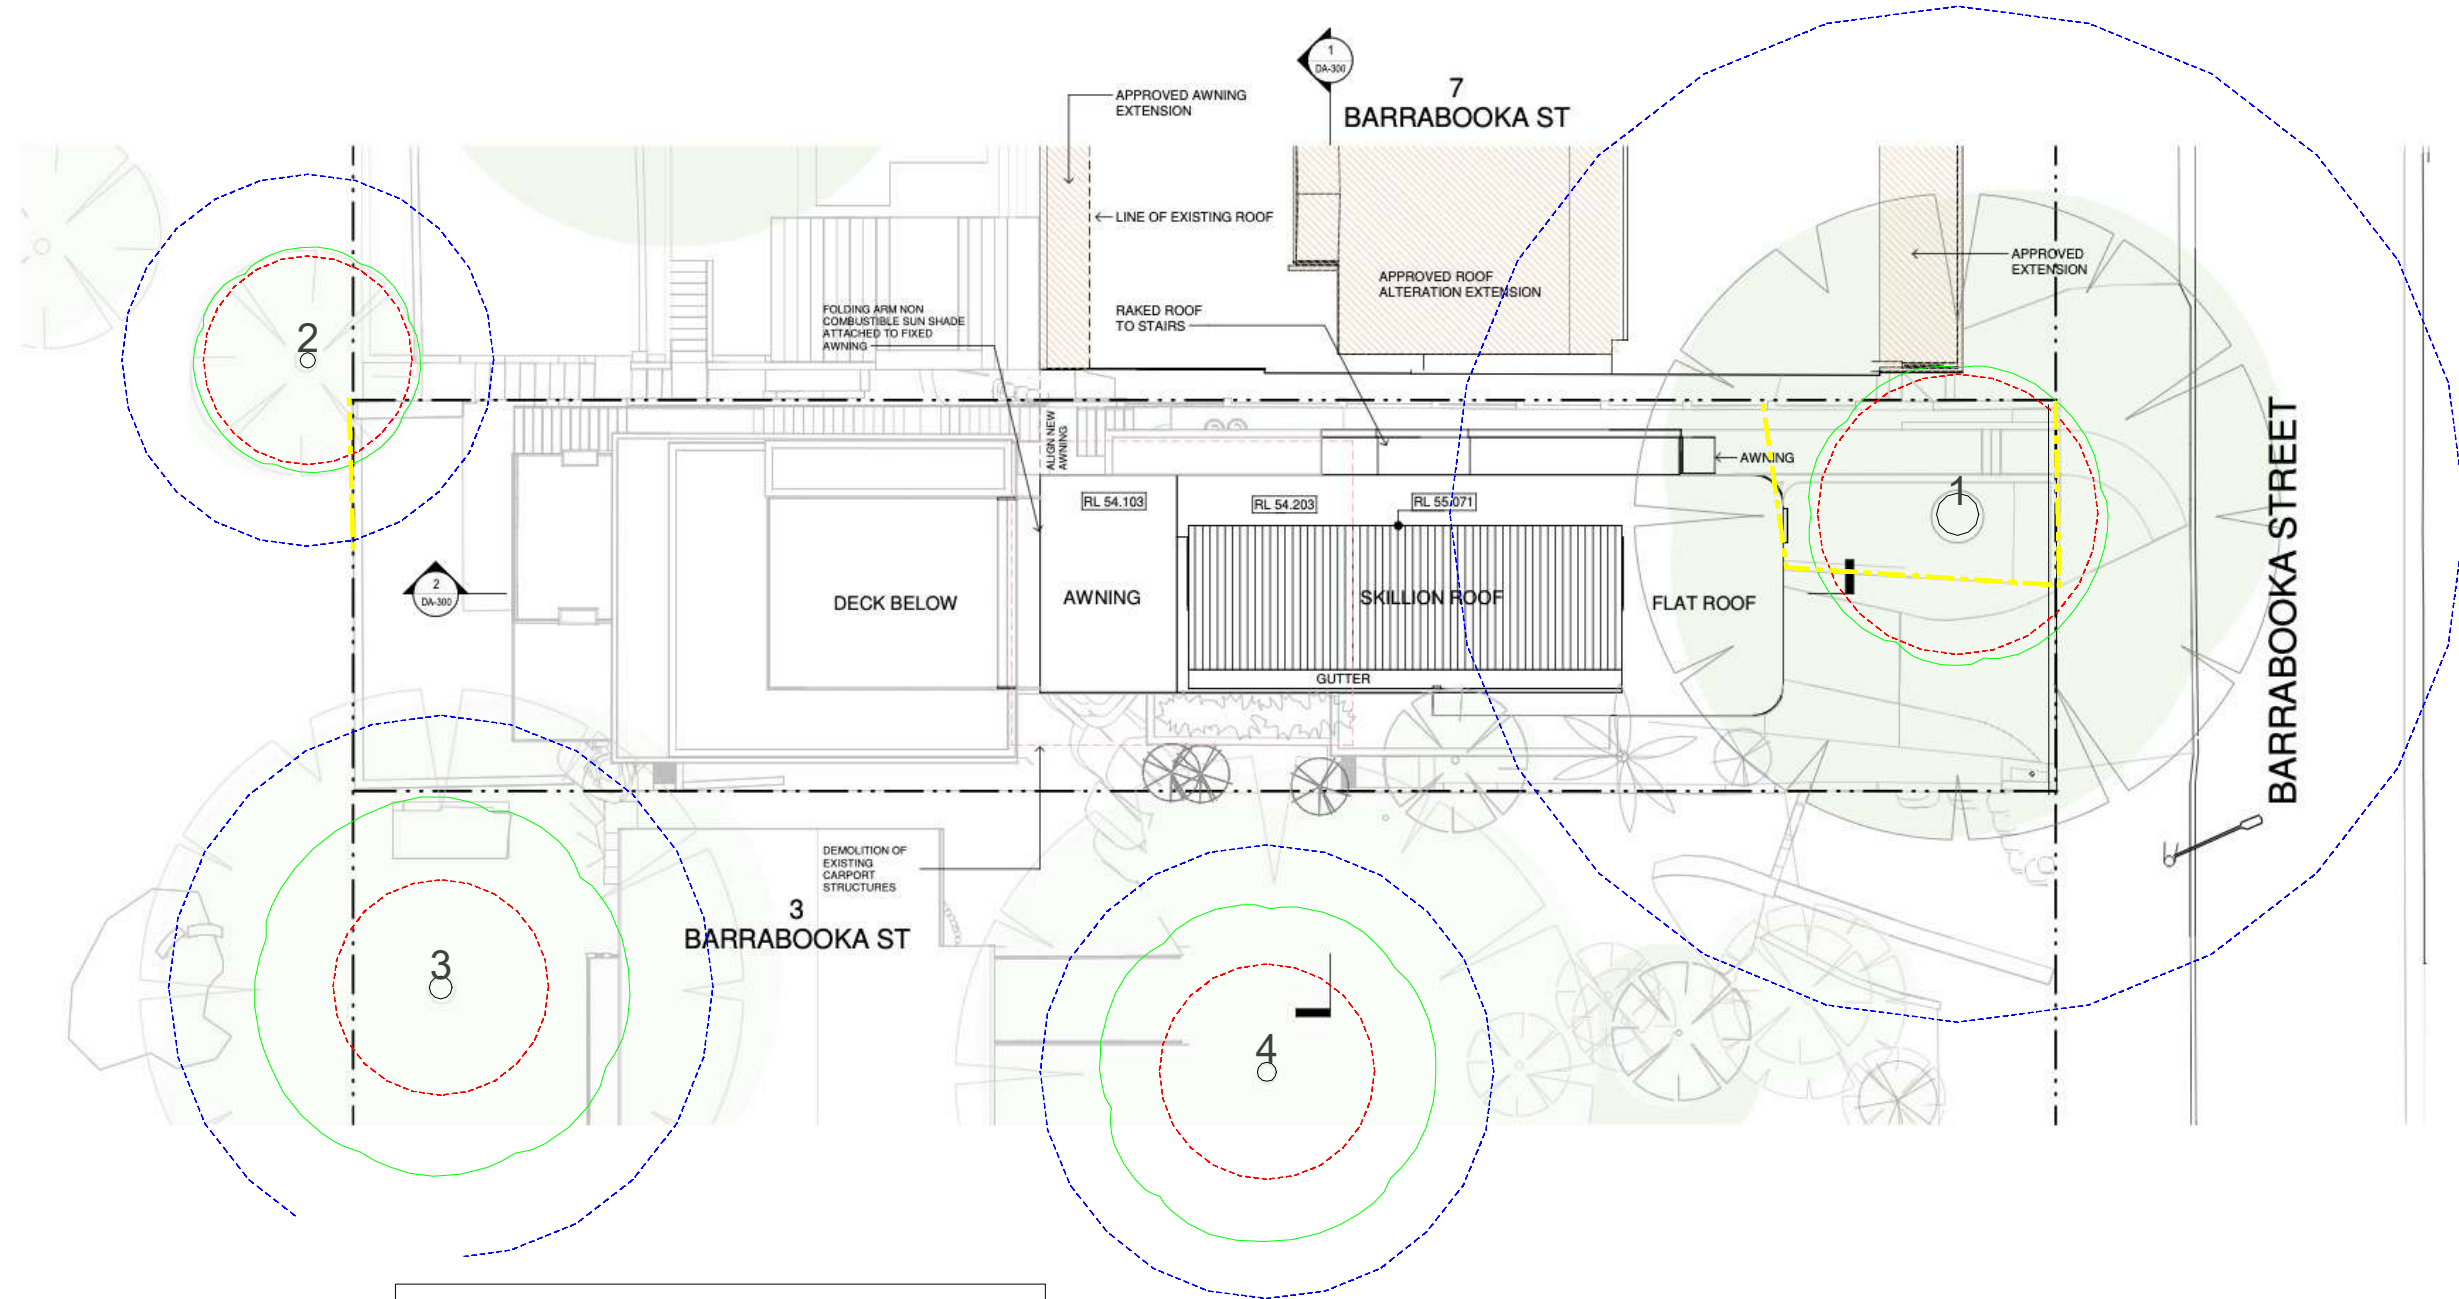 1
DA-300
7
BARRABOOKA ST
APPROVED AWNING
EXTENSION
LINE OF EXISTING ROOF
APPROVED ROOF
ALTERATION EXTENSION
APPROVED
EXTENSION
FOLDING ARM NON
COMBUSTIBLE SUN SHADE
ATTACHED TO FIXED
AWNING
RAKED ROOF
TO STAIRS
2
ALIGN NEW
AWNING
AWNING
RL 54.103
RL 54.203
RL 55.071
1
2
DA-300
DECK BELOW
AWNING
SKILLION ROOF
FLAT ROOF
GUTTER
BARRABOOKA STREET
DEMOLITION OF
EXISTING
CARPORT
STRUCTURES
3
BARRABOOKA ST
3
4